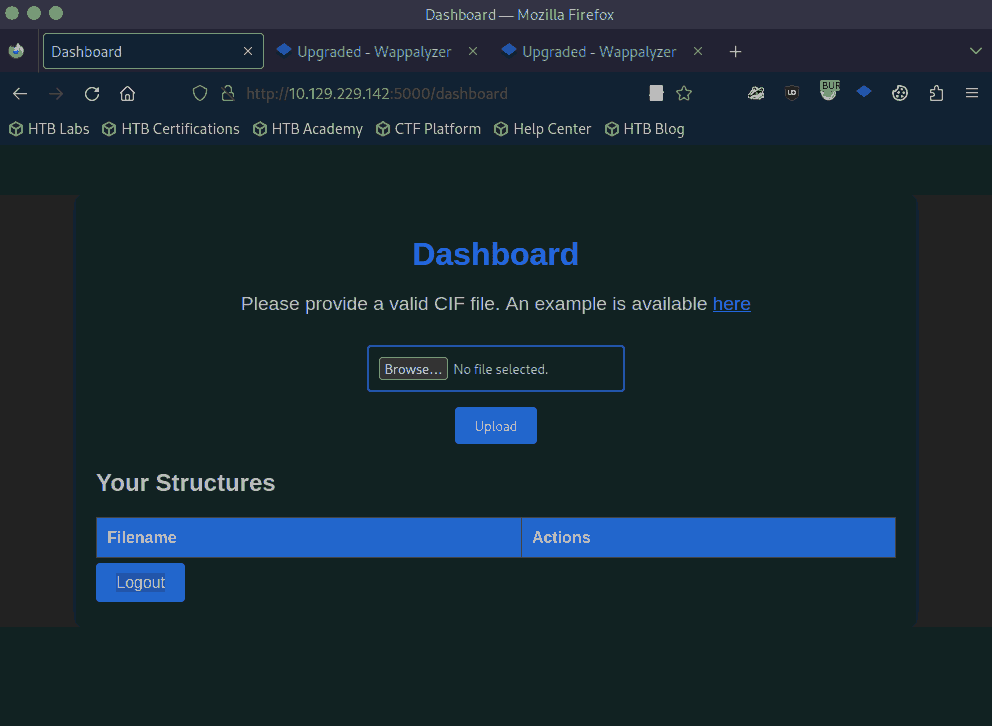 Dashboard — Mozilla Firefox
Dashboard Upgraded - Wappalyzer Upgraded - Wappalyzer
http://10.129.229.142:5000/dashboard
HTB Labs HTB Certifications HTB Academy CTF Platform Help Center HTB Blog
Dashboard
Please provide a valid CIF file. An example is available here
Browse... No file selected.
Upload
Your Structures
Filename Actions
Logout